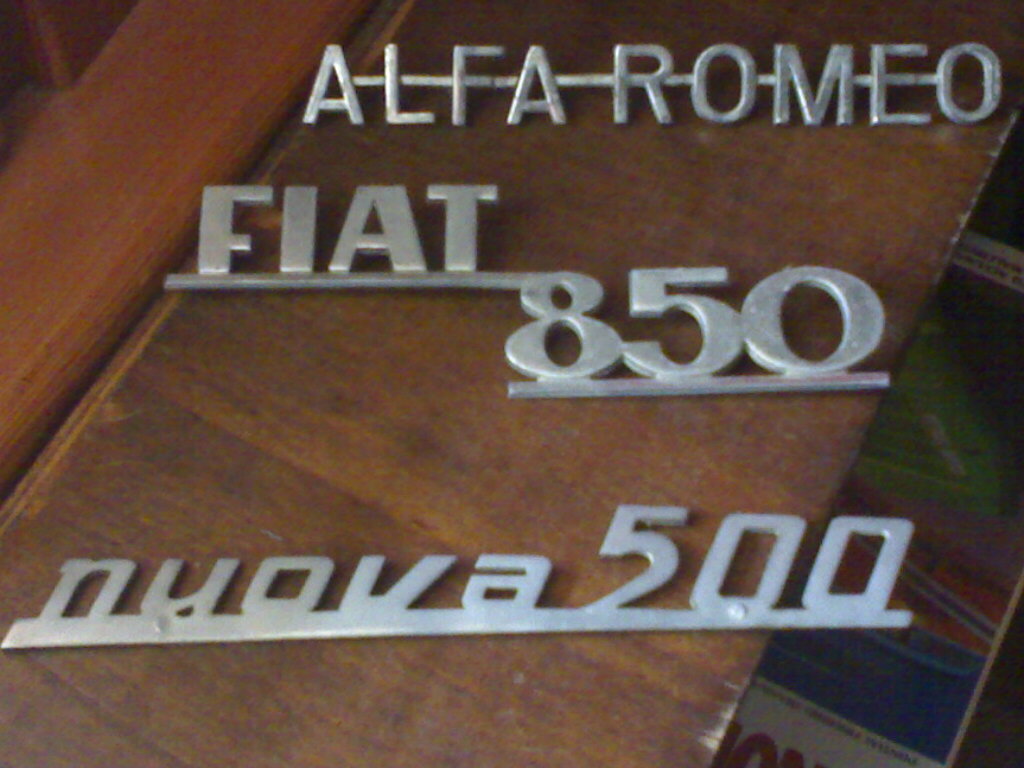 ALFA ROMEO
FIAT
850
nuova 500